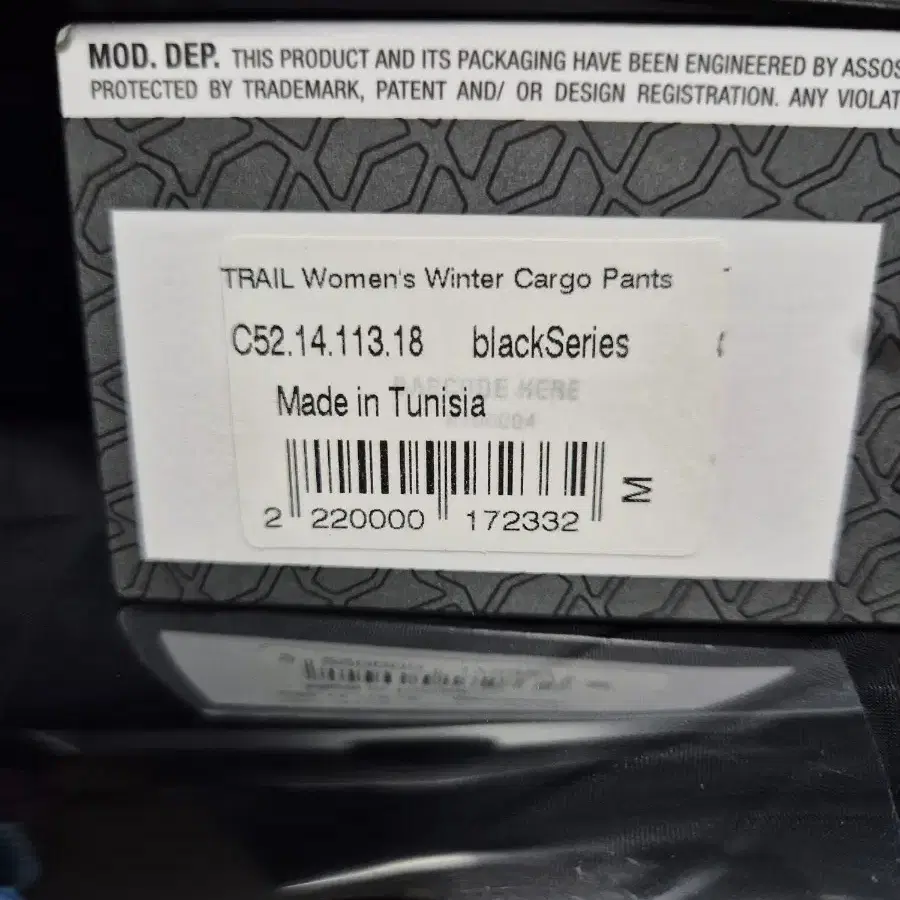 MOD. DEP. THIS PRODUCT AND ITS PACKAGING HAVE BEEN ENGINEERED BY ASSOS
PROTECTED BY TRADEMARK, PATENT AND/ OR DESIGN REGISTRATION. ANY VIOLAT
TRAIL Women's Winter Cargo Pants
C52.14.113.18 blackSeries
BARCODE HERE
Made in Tunisia
M
2 220000 172332